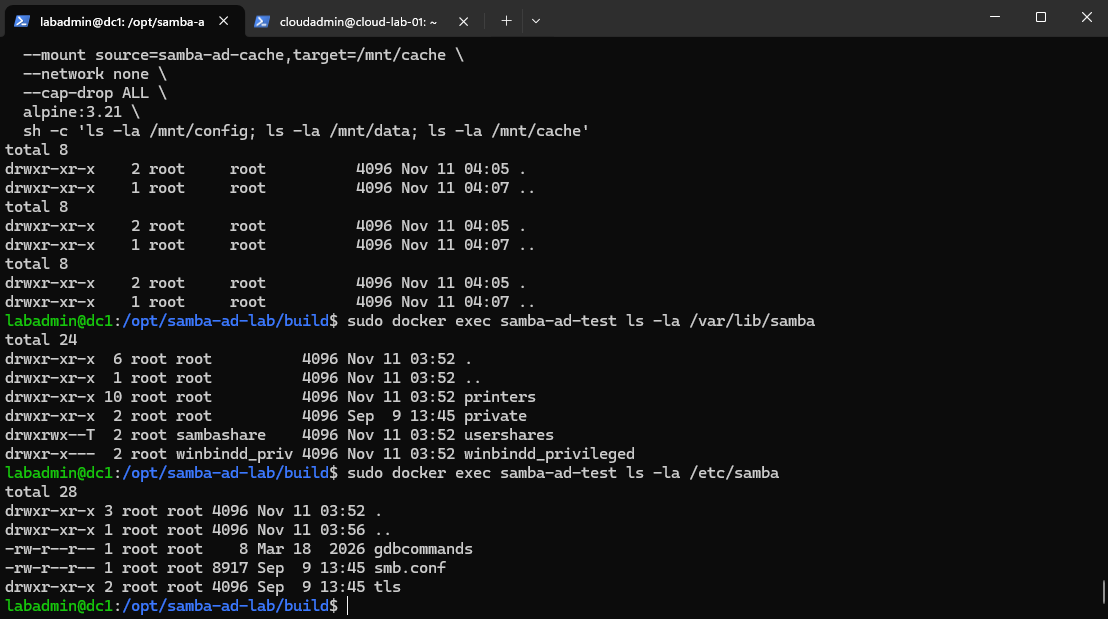 labadmin@dc1: /opt/samba-a
cloudadmin@cloud-lab-01: ~
--mount source=samba-ad-cache,target=/mnt/cache \
--network none \
--cap-drop ALL \
alpine:3.21 \
sh -c 'ls -la /mnt/config; ls -la /mnt/data; ls -la /mnt/cache'
total 8
drwxr-xr-x    2 root     root          4096 Nov 11 04:05 .
drwxr-xr-x    1 root     root          4096 Nov 11 04:07 ..
total 8
drwxr-xr-x    2 root     root          4096 Nov 11 04:05 .
drwxr-xr-x    1 root     root          4096 Nov 11 04:07 ..
total 8
drwxr-xr-x    2 root     root          4096 Nov 11 04:05 .
drwxr-xr-x    1 root     root          4096 Nov 11 04:07 ..
labadmin@dc1:/opt/samba-ad-lab/build$ sudo docker exec samba-ad-test ls -la /var/lib/samba
total 24
drwxr-xr-x  6 root root          4096 Nov 11 03:52 .
drwxr-xr-x  1 root root          4096 Nov 11 03:52 ..
drwxr-xr-x 10 root root          4096 Nov 11 03:52 printers
drwxr-xr-x  2 root root          4096 Sep  9 13:45 private
drwxrwx--T  2 root sambashare    4096 Nov 11 03:52 usershares
drwxr-x---  2 root winbindd_priv 4096 Nov 11 03:52 winbindd_privileged
labadmin@dc1:/opt/samba-ad-lab/build$ sudo docker exec samba-ad-test ls -la /etc/samba
total 28
drwxr-xr-x 3 root root 4096 Nov 11 03:52 .
drwxr-xr-x 1 root root 4096 Nov 11 03:56 ..
-rw-r--r-- 1 root root    8 Mar 18  2026 gdbcommands
-rw-r--r-- 1 root root 8917 Sep  9 13:45 smb.conf
drwxr-xr-x 2 root root 4096 Sep  9 13:45 tls
labadmin@dc1:/opt/samba-ad-lab/build$